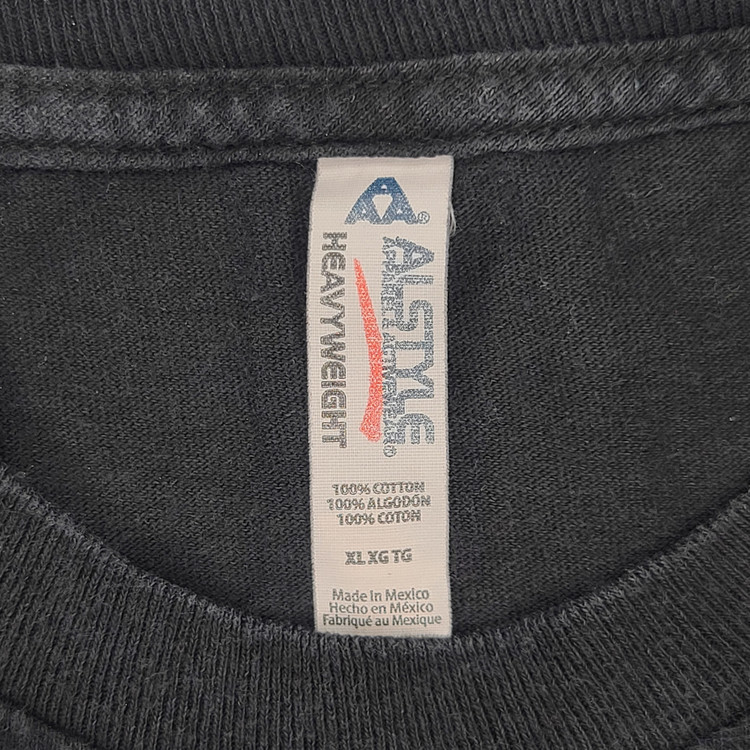 AA®
ALSTYLE
APPAREL & ACTIVEWEAR®
HEAVYWEIGHT
100% COTTON
100% ALGODÓN
100% COTON
XL XG TG
Made in Mexico
Hecho en México
Fabriqué au Mexique